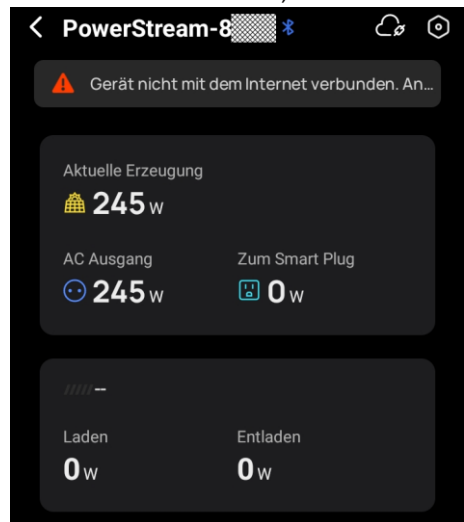 PowerStream-8
Gerät nicht mit dem Internet verbunden. An...
Aktuelle Erzeugung
245 W
AC Ausgang
Zum Smart Plug
245 W
0 W
--
Laden
Entladen
0 W
0 W